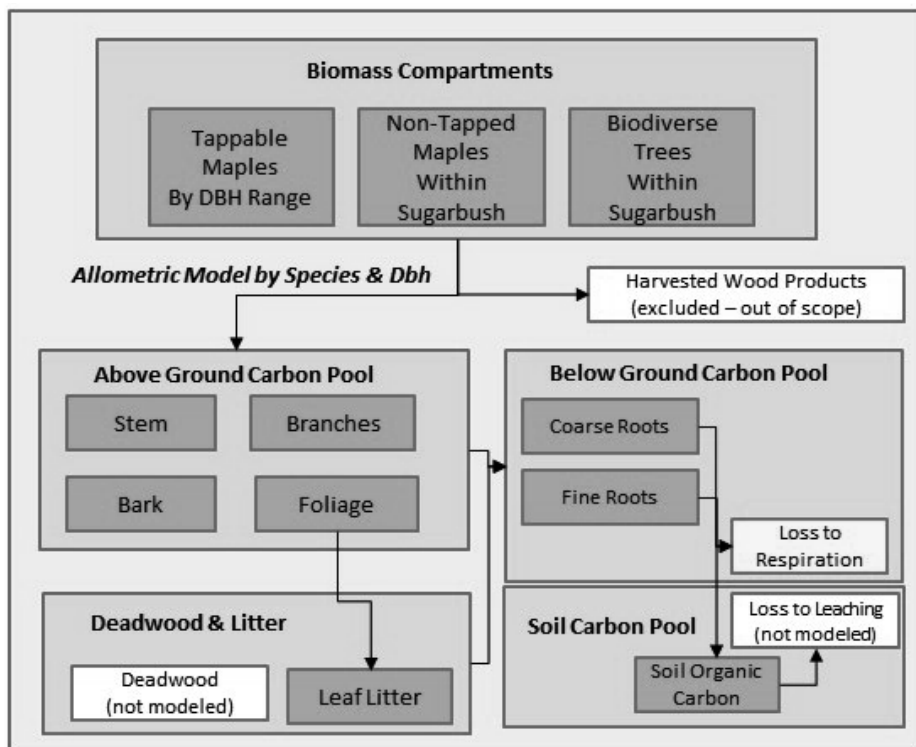 Biomass Compartments
Tappable
Maples
By DBH Range
Non-Tapped
Maples
Within
Sugarbush
Biodiverse
Trees
Within
Sugarbush
Allometric Model by Species & Dbh
Harvested Wood Products
(excluded – out of scope)
Above Ground Carbon Pool
Stem
Branches
Bark
Foliage
Below Ground Carbon Pool
Coarse Roots
Fine Roots
Loss to
Respiration
Deadwood & Litter
Deadwood
(not modeled)
Leaf Litter
Soil Carbon Pool
Loss to Leaching
(not modeled)
Soil Organic
Carbon